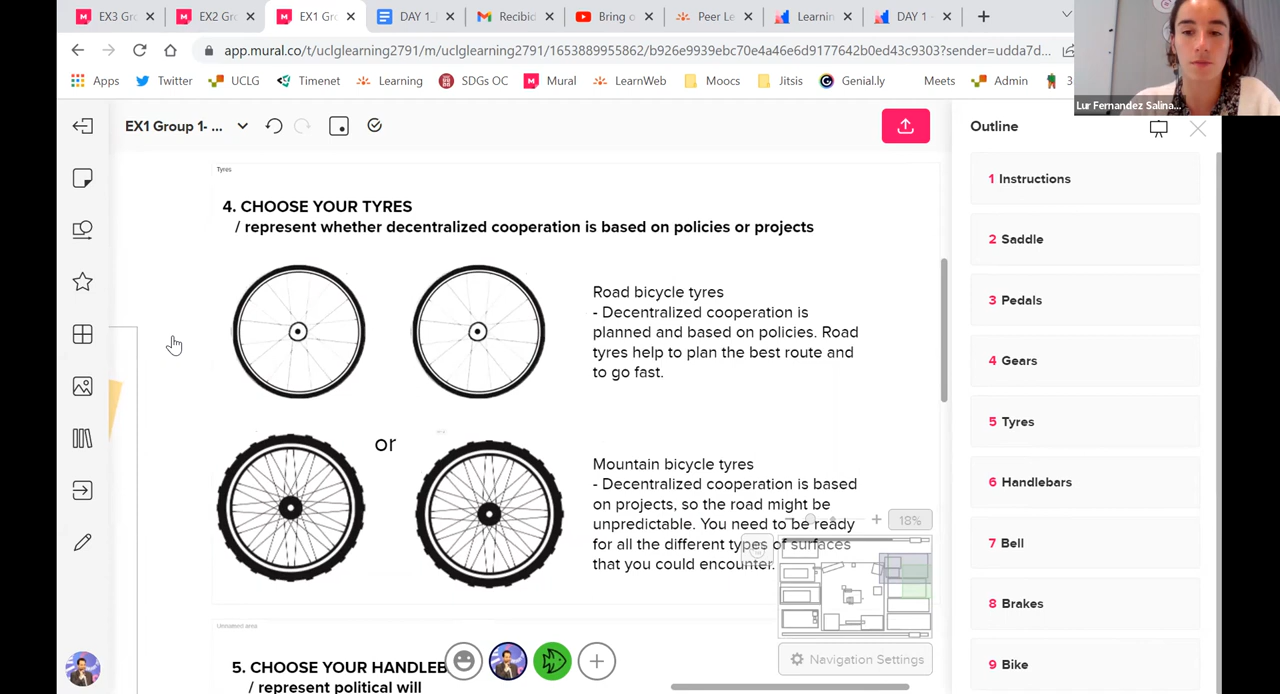 EX3 Gro
EX2 Gro
EX1 Gr
DAY 1_
Recibid
Bring o
Peer Le
Learnin
DAY 1 -
app.mural.co/t/uclglearning2791/m/uclglearning2791/1653889955862/b926e9939ebc70e4a46e6d9177642b0ed43c9303?sender=udda7d...
Apps
Twitter
UCLG
Timenet
Learning
SDGs GC
Mural
LearnWeb
Moocs
Jitsis
Genial.ly
Meets
Admin
3
Lur Fernandez Salina...
EX1 Group 1- ...
Outline
Tyres
4. CHOOSE YOUR TYRES
/ represent whether decentralized cooperation is based on policies or projects
Road bicycle tyres
- Decentralized cooperation is
planned and based on policies. Road
tyres help to plan the best route and
to go fast.
or
Mountain bicycle tyres
- Decentralized cooperation is based
on projects, so the road might be
unpredictable. You need to be ready
for all the different types of surfaces
that you could encounter.
18%
Navigation Settings
5. CHOOSE YOUR HANDLEB
/ represent political will
1 Instructions
2 Saddle
3 Pedals
4 Gears
5 Tyres
6 Handlebars
7 Bell
8 Brakes
9 Bike